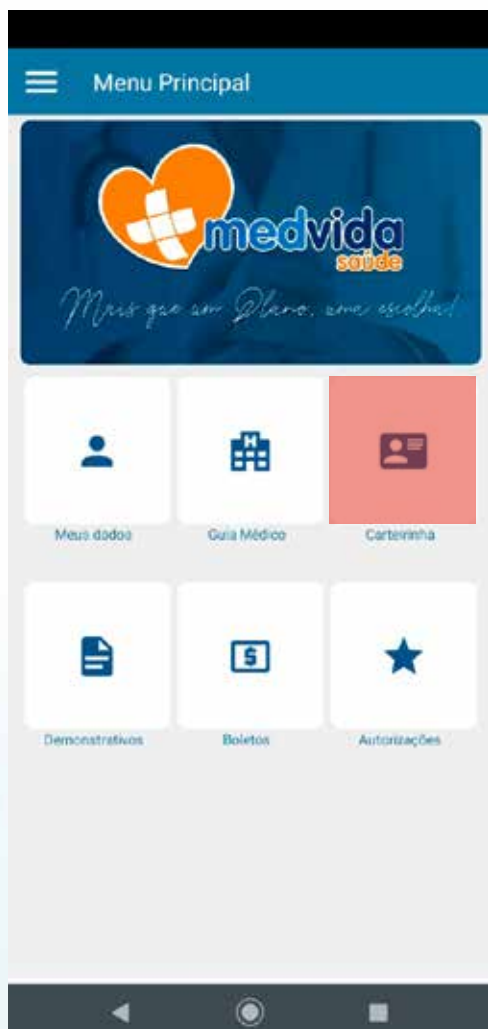 Menu Principal
medvida
saúde
Mais que um Plano, uma escolha!
Meus dados
Guia Médico
Carteirinha
Demonstrativos
Boletos
Autorizações